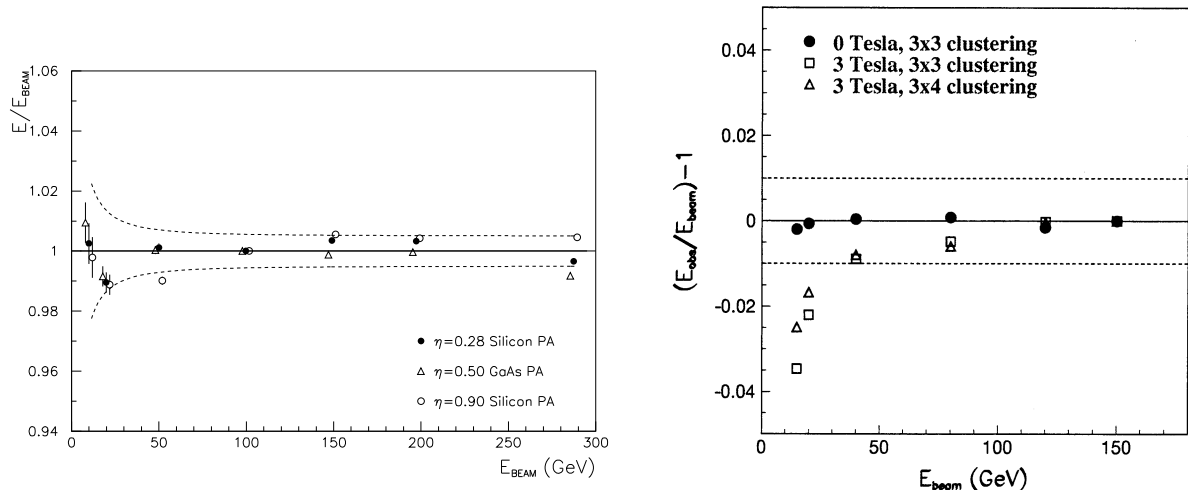 E/E_BEAM
1.06
1.04
1.02
1
0.98
0.96
0.94
η=0.28 Silicon PA
η=0.50 GaAs PA
η=0.90 Silicon PA
0 50 100 150 200 250 300
E_BEAM (GeV)
(E_obs/E_beam)-1
0.04
0.02
0
-0.02
-0.04
0 Tesla, 3x3 clustering
3 Tesla, 3x3 clustering
3 Tesla, 3x4 clustering
0 50 100 150
E_beam (GeV)